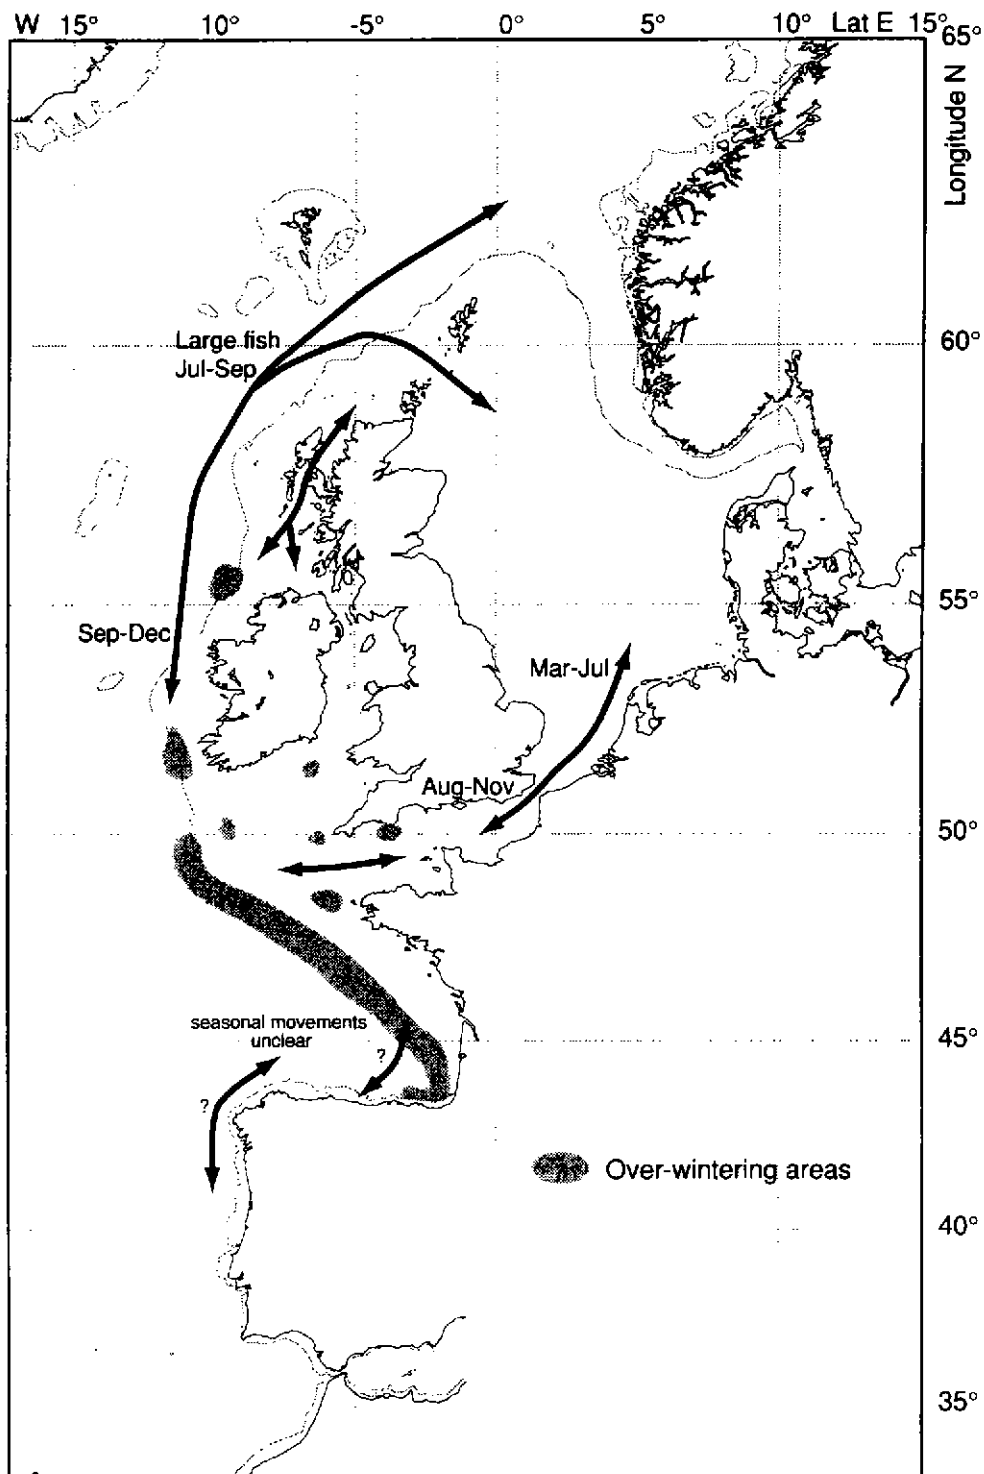 W 15° 10° -5° 0° 5° 10° Lat E 15°
65°
Longitude N
Large fish
Jul-Sep
60°
55°
Sep-Dec
Mar-Jul
Aug-Nov
50°
seasonal movements
unclear
45°
?
?
Over-wintering areas
40°
35°